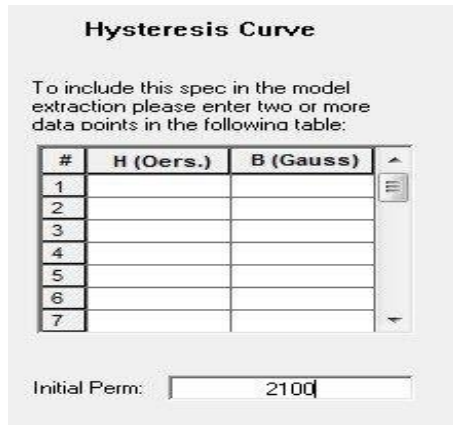 Hysteresis Curve
To include this spec in the model
extraction please enter two or more
data points in the following table:
# H (Oers.) B (Gauss)
1
2
3
4
5
6
7
Initial Perm: 2100